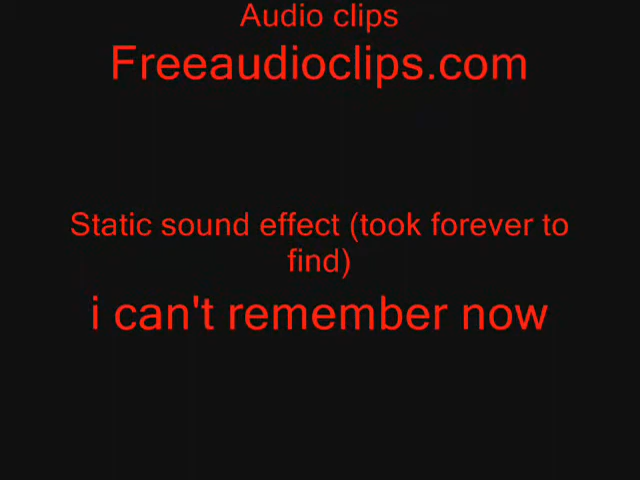 Audio clips
Freeaudioclips.com
Static sound effect (took forever to
find)
i can't remember now